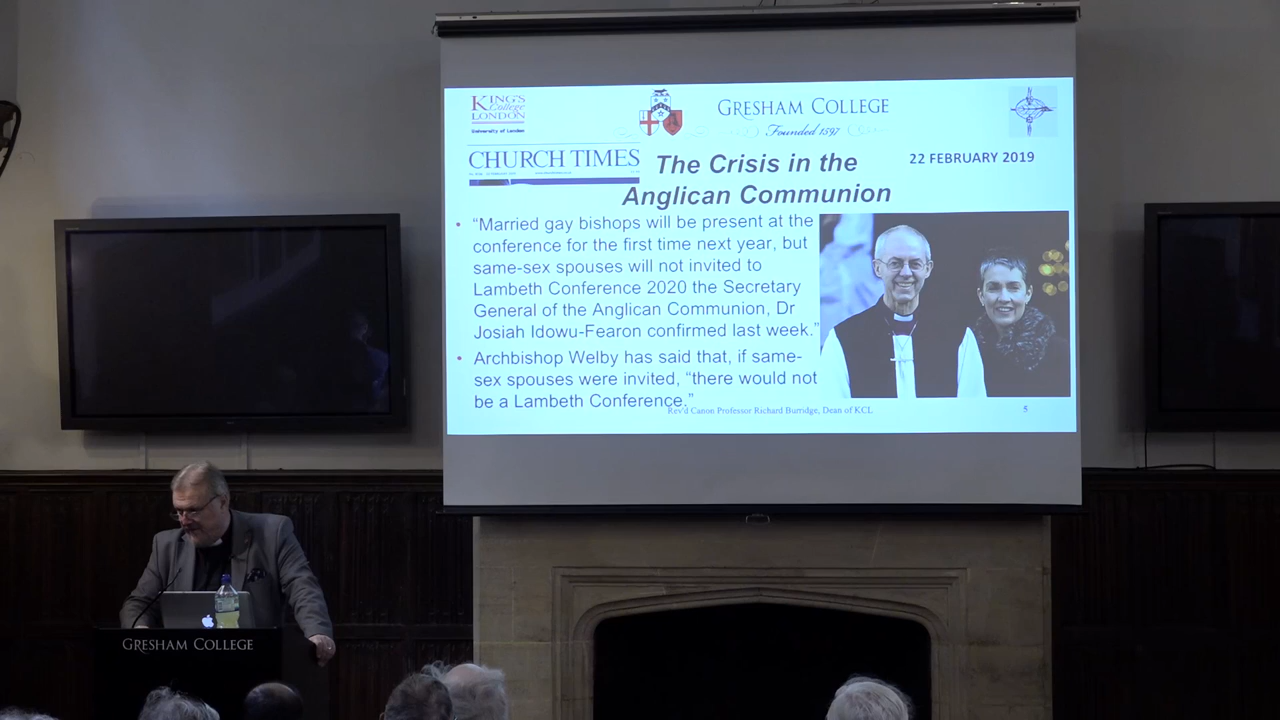 KING'S
College
LONDON
University of London
GRESHAM COLLEGE
Founded 1597
CHURCH TIMES
The Crisis in the
Anglican Communion
22 FEBRUARY 2019
• “Married gay bishops will be present at the
conference for the first time next year, but
same-sex spouses will not invited to
Lambeth Conference 2020 the Secretary
General of the Anglican Communion, Dr
Josiah Idowu-Fearon confirmed last week.”
• Archbishop Welby has said that, if same-
sex spouses were invited, “there would not
be a Lambeth Conference.”
Rev'd Canon Professor Richard Burridge, Dean of KCL
5
GRESHAM COLLEGE